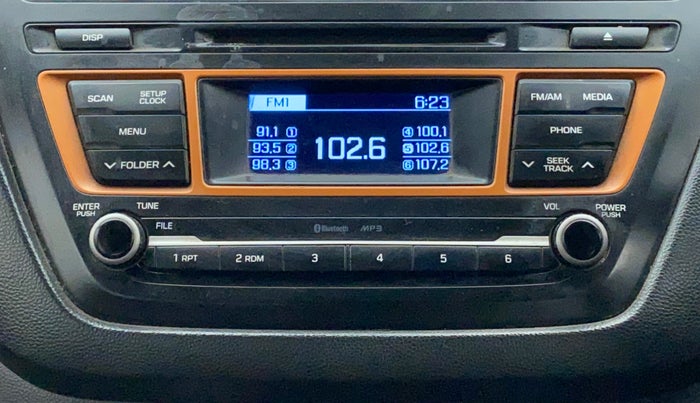 DISP
SCAN
SETUP
CLOCK
MENU
FOLDER
FM1 6:23
91.1 1
93.5 2
98.3 3
102.6
4 100.1
5 102.6
6 107.2
FM/AM MEDIA
PHONE
SEEK
TRACK
ENTER
PUSH
TUNE
FILE
Bluetooth MP3
VOL
POWER
PUSH
1 RPT 2 RDM 3 4 5 6